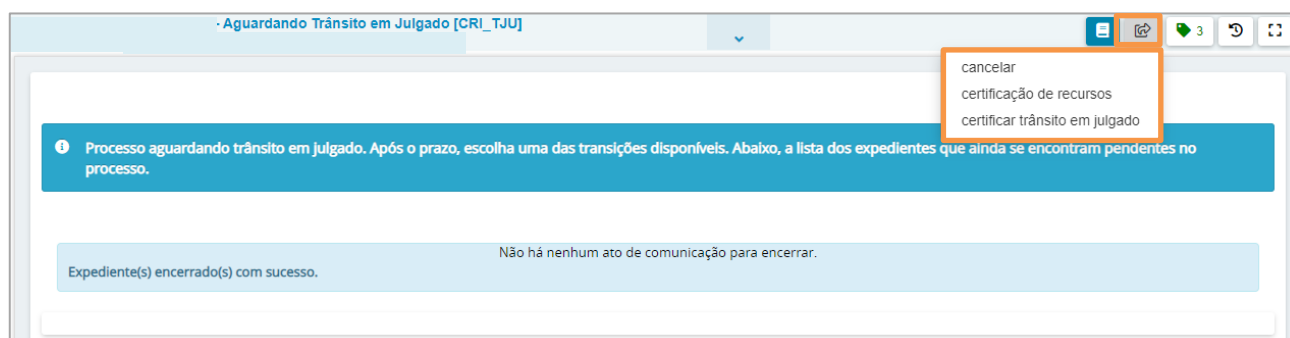 - Aguardando Trânsito em Julgado [CRI_TJU]
3
cancelar
certificação de recursos
certificar trânsito em julgado
Processo aguardando trânsito em julgado. Após o prazo, escolha uma das transições disponíveis. Abaixo, a lista dos expedientes que ainda se encontram pendentes no
processo.
Não há nenhum ato de comunicação para encerrar.
Expediente(s) encerrado(s) com sucesso.